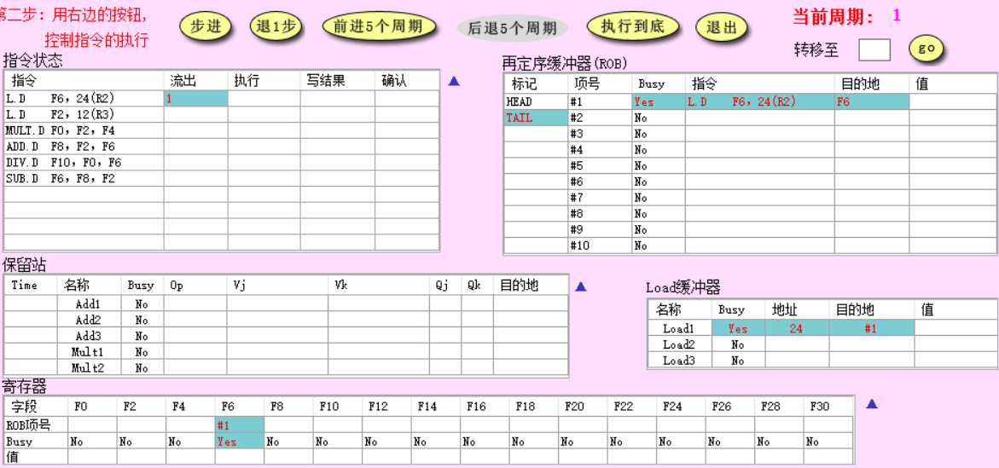 第二步：用右边的按钮，
控制指令的执行
步进 退1步 前进5个周期 后退5个周期 执行到底 退出
当前周期： 1
转移至 go
指令状态
指令 流出 执行 写结果 确认
L.D F6, 24(R2) 1
L.D F2, 12(R3)
MULT.D F0, F2, F4
ADD.D F8, F2, F6
DIV.D F10, F0, F6
SUB.D F6, F8, F2
再定序缓冲器(ROB)
标记 项号 Busy 指令 目的地 值
HEAD #1 Yes L.D F6, 24(R2) F6
TAIL #2 No
#3 No
#4 No
#5 No
#6 No
#7 No
#8 No
#9 No
#10 No
保留站
Time 名称 Busy Op Vj Vk Qj Qk 目的地
Add1 No
Add2 No
Add3 No
Mult1 No
Mult2 No
Load缓冲器
名称 Busy 地址 目的地 值
Load1 Yes 24 #1
Load2 No
Load3 No
寄存器
字段 F0 F2 F4 F6 F8 F10 F12 F14 F16 F18 F20 F22 F24 F26 F28 F30
ROB项号 #1
Busy No No No Yes No No No No No No No No No No No No
值